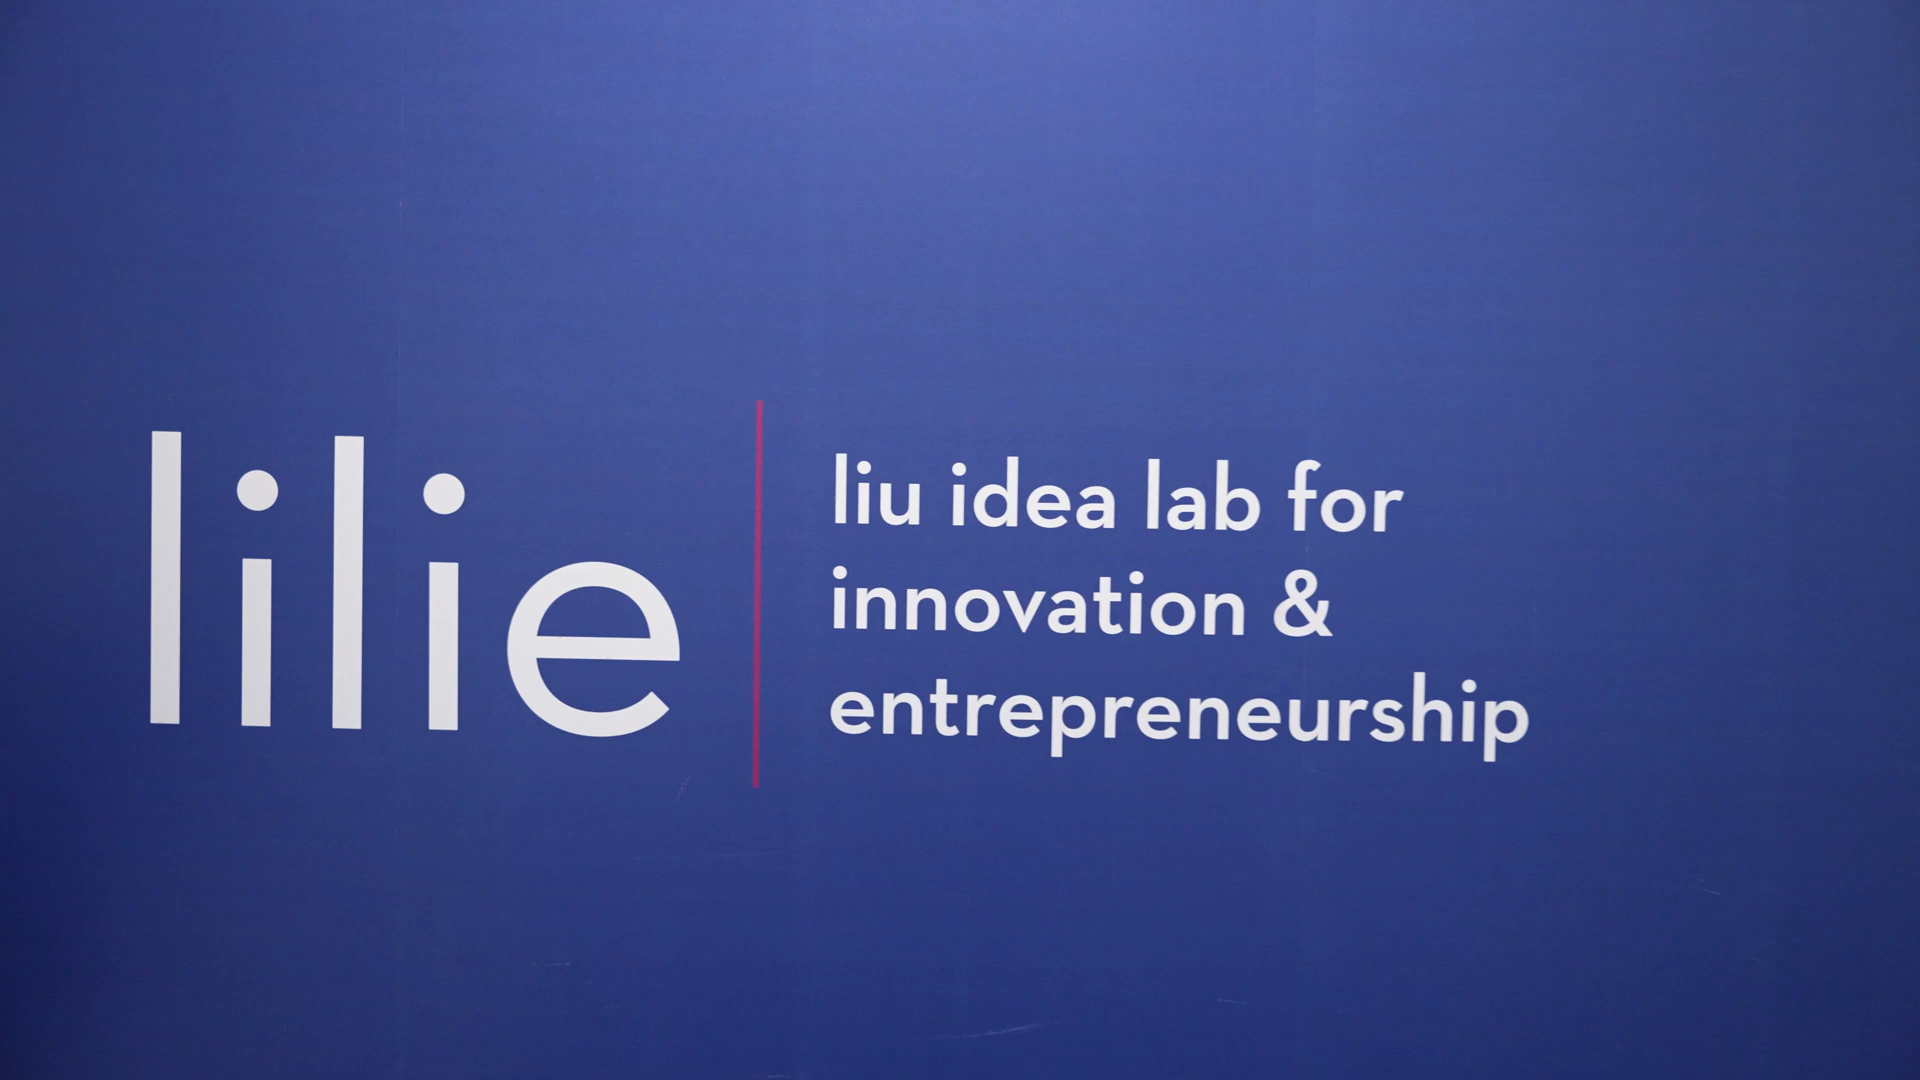 lilie
liu idea lab for
innovation &
entrepreneurship